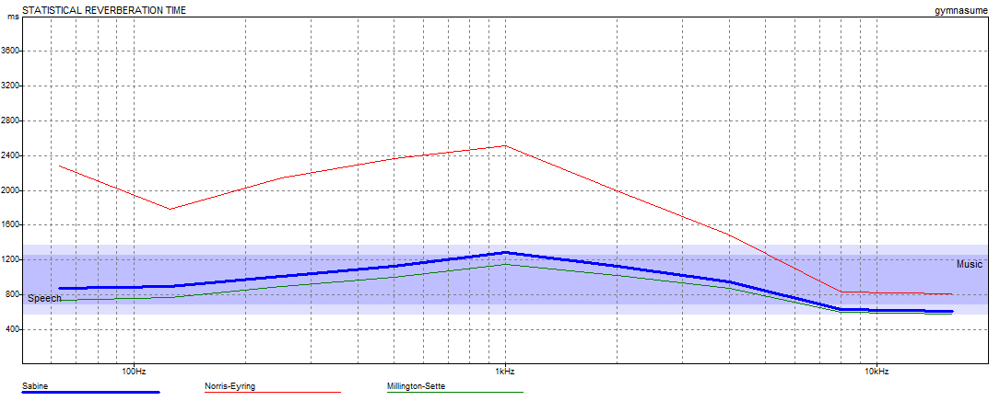 STATISTICAL REVERBERATION TIME gymnasume
ms
3600
3200
2800
2400
2000
1600
1200
Music
800
Speech
400
100Hz 1kHz 10kHz
Sabine Norris-Eyring Millington-Sette